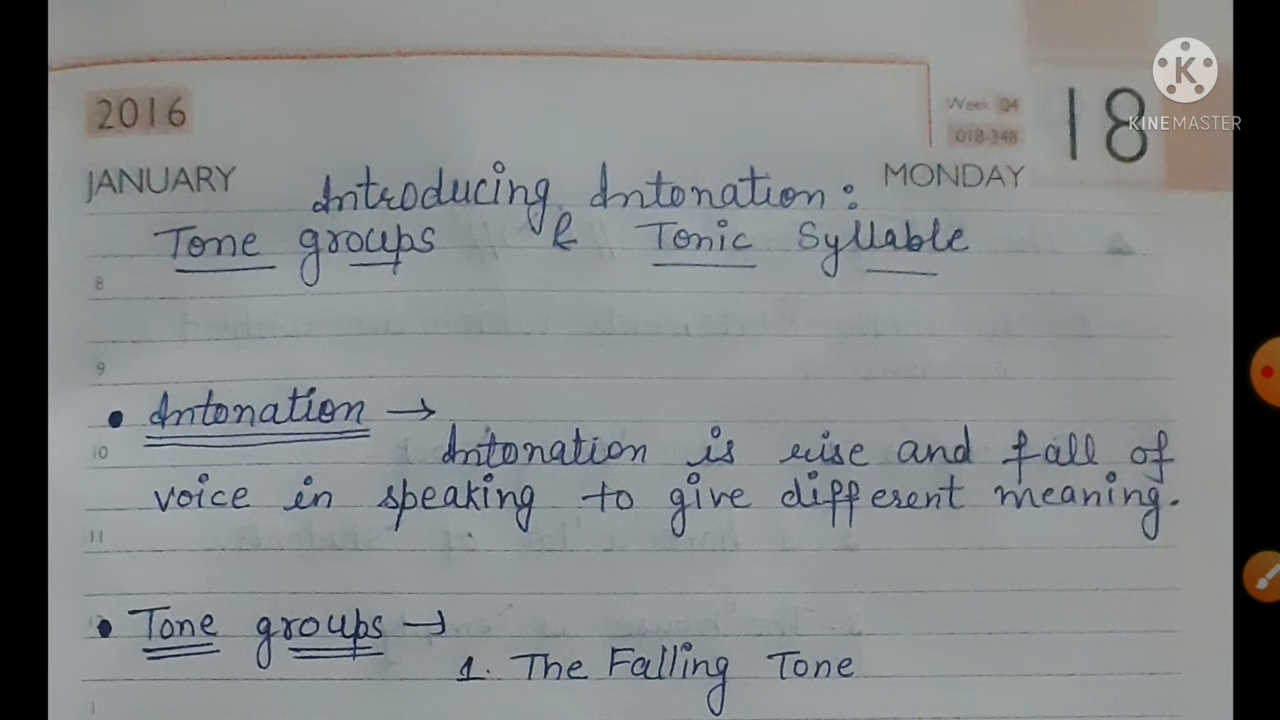 2016
Week 04
018-348
18
KINEMASTER
JANUARY
MONDAY
Introducing Intonation:
Tone groups & Tonic Syllable
8
9
• Intonation →
10
Intonation is rise and fall of
voice in speaking to give different meaning.
11
• Tone groups →
1. The Falling Tone